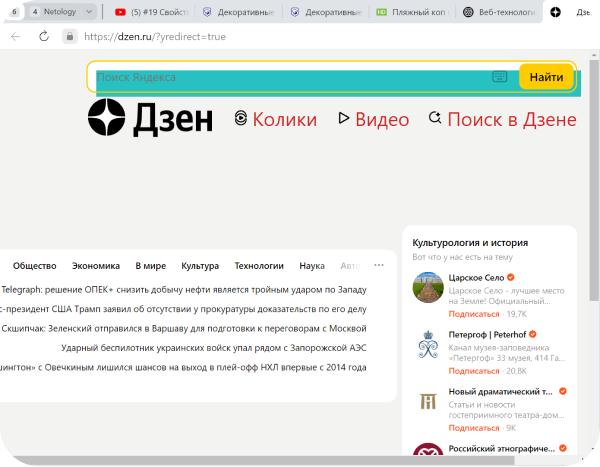 6
4 Netology
(5) #19 Свойст
Декоративные
Декоративные
HD Пляжный коп
Веб-технологи
Дзе
https://dzen.ru/?yredirect=true
Поиск Яндекса
Найти
Дзен
Колики
Видео
Поиск в Дзене
Общество Экономика В мире Культура Технологии Наука Авто ...
Telegraph: решение ОПЕК+ снизить добычу нефти является тройным ударом по Западу
с-президент США Трамп заявил об отсутствии у прокуратуры доказательств по его делу
Скшипчак: Зеленский отправился в Варшаву для подготовки к переговорам с Москвой
Ударный беспилотник украинских войск упал рядом с Запорожской АЭС
шингтон» с Овечкиным лишился шансов на выход в плей-офф НХЛ впервые с 2014 года
Культурология и история
Вот что у нас есть на тему
Царское Село
Царское Село - лучшее место
на Земле! Официальный...
Подписаться · 19,7K
Петергоф | Peterhof
Канал музея-заповедника
«Петергоф» 33 музея, 414 Га...
Подписаться · 20,8K
Новый драматический т...
Статьи и новости
гостеприимного театра-дом...
Подписаться · 9K
Российский этнографиче...